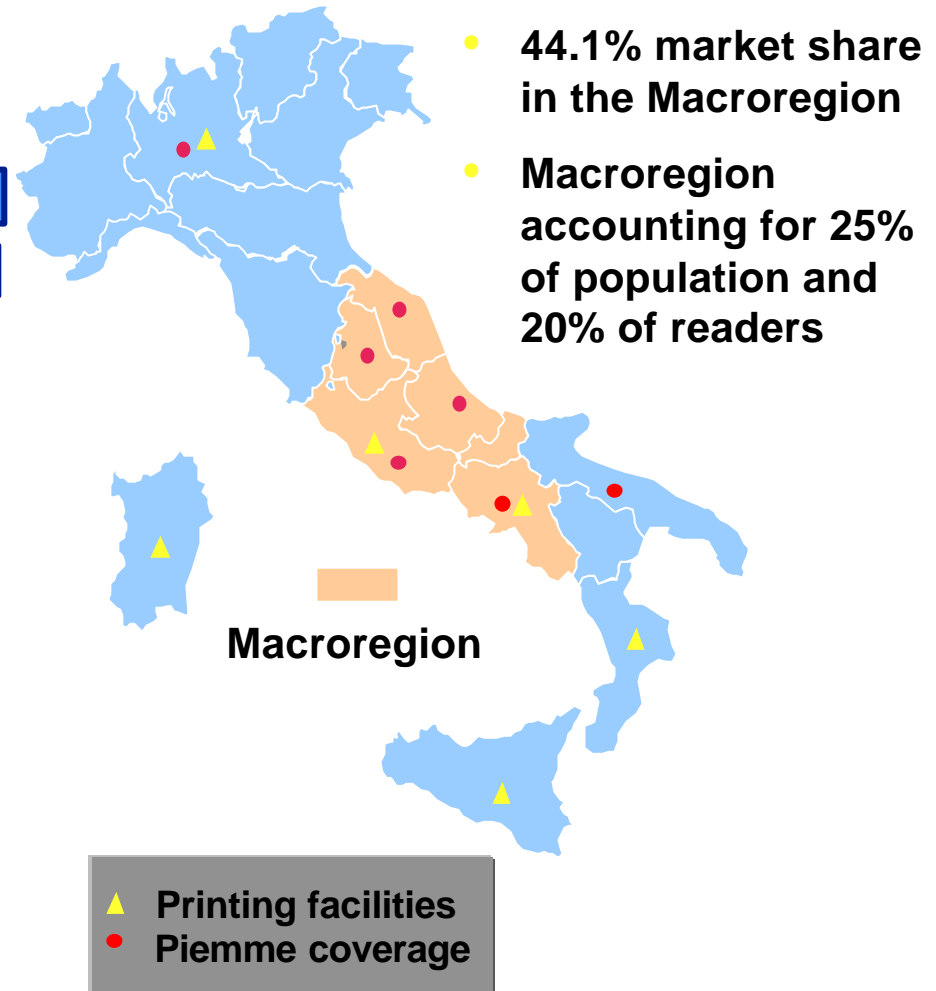 44.1% market share
in the Macroregion
Macroregion
accounting for 25%
of population and
20% of readers
Macroregion
Printing facilities
Piemme coverage